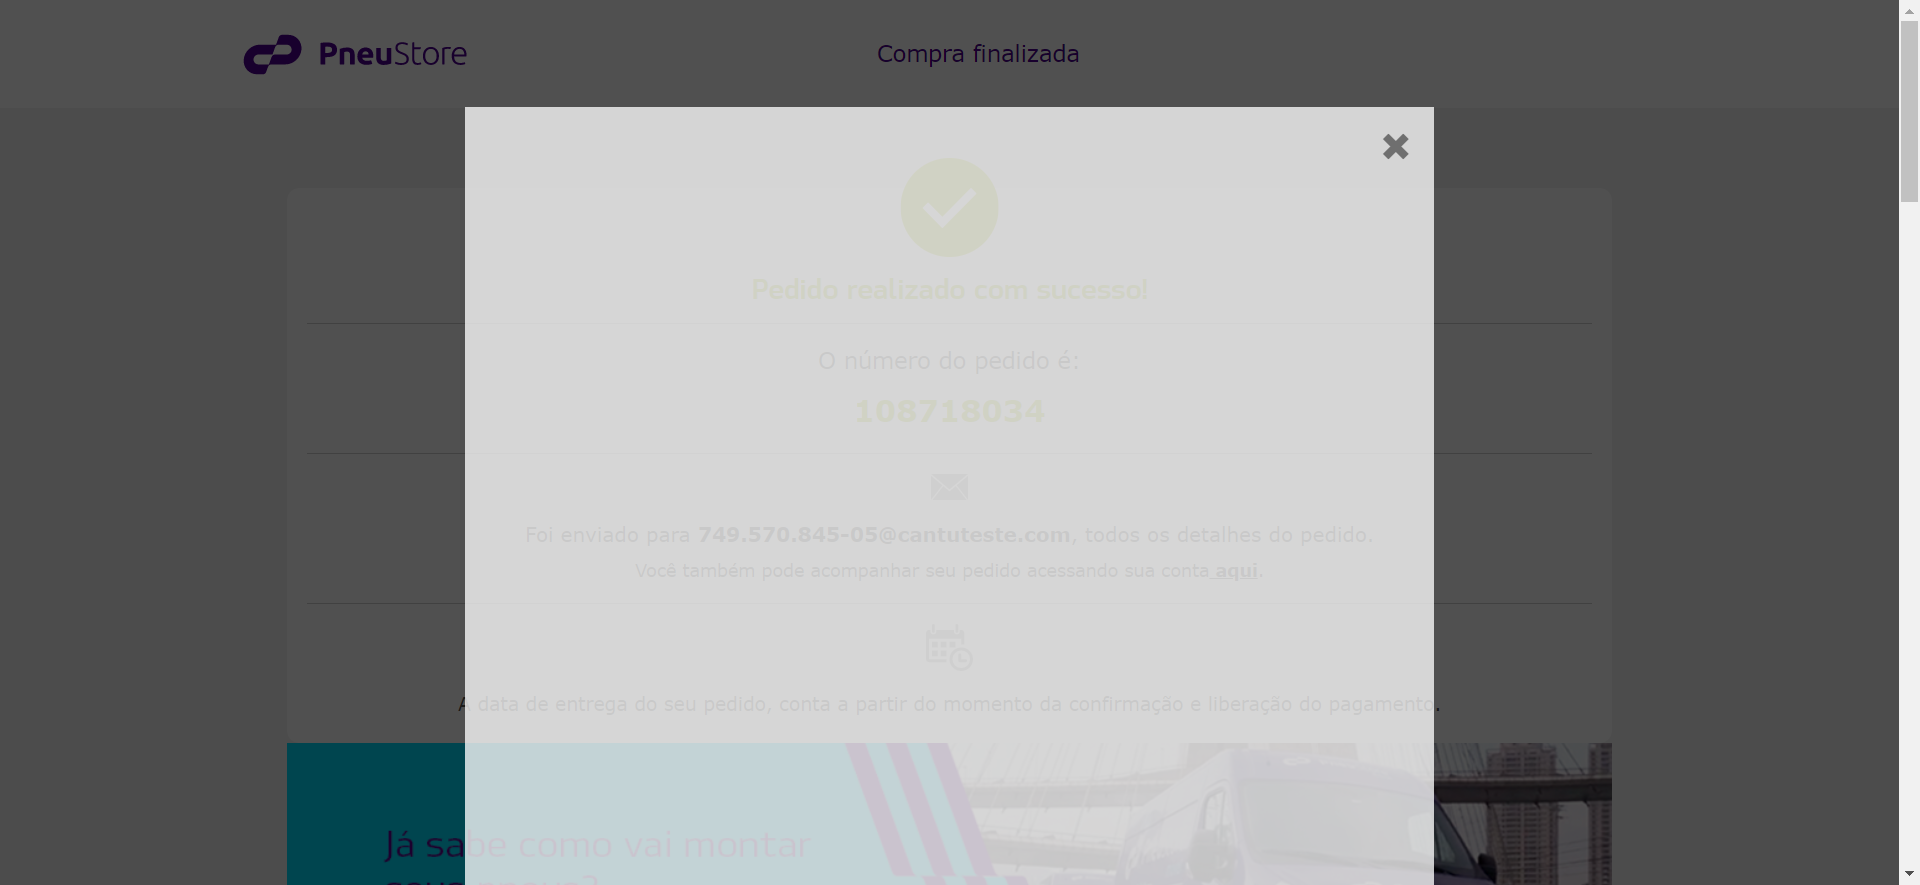 PneuStore
Compra finalizada
Pedido realizado com sucesso!
O número do pedido é:
108718034
Foi enviado para 749.570.845-05@cantuteste.com, todos os detalhes do pedido.
Você também pode acompanhar seu pedido acessando sua conta aqui.
A data de entrega do seu pedido, conta a partir do momento da confirmação e liberação do pagamento.
Já sabe como vai montar